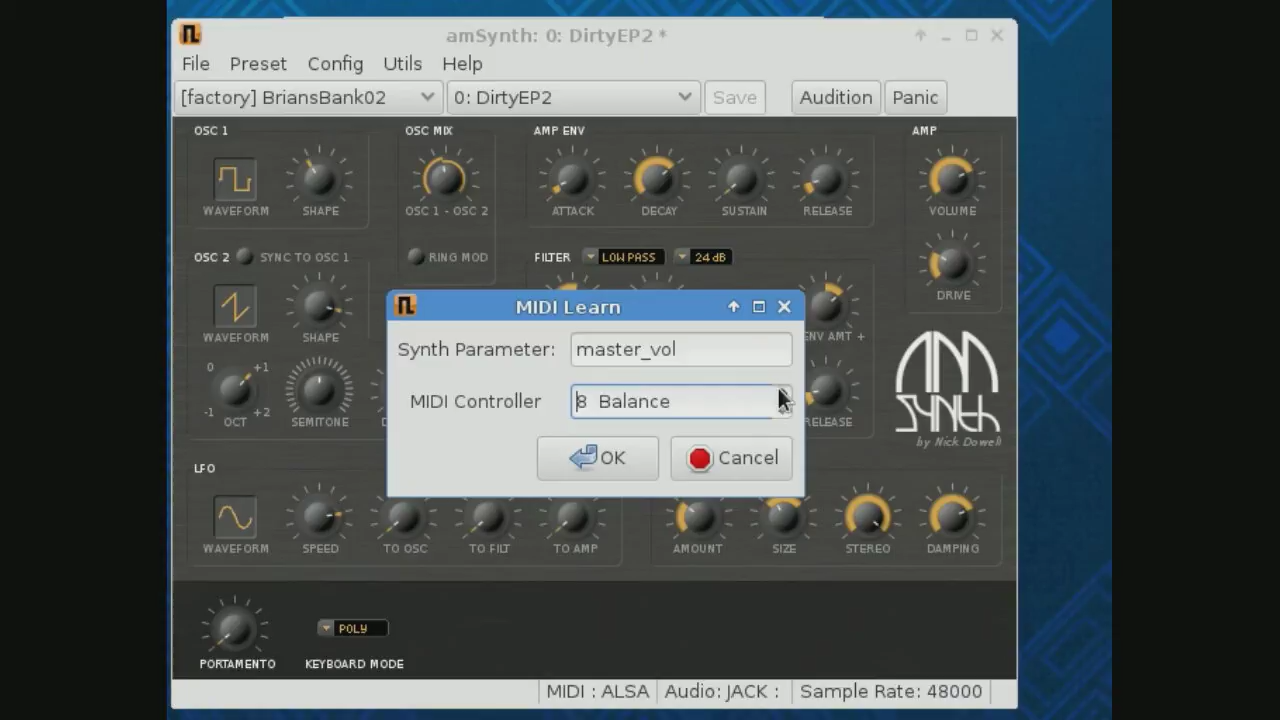 amSynth: 0: DirtyEP2 *
File Preset Config Utils Help
[factory] BriansBank02 0: DirtyEP2 Save Audition Panic
OSC 1 OSC MIX AMP ENV AMP
WAVEFORM SHAPE OSC 1 - OSC 2 ATTACK DECAY SUSTAIN RELEASE VOLUME
OSC 2 SYNC TO OSC 1 RING MOD FILTER LOW PASS 24 dB
DRIVE
MIDI Learn
WAVEFORM SHAPE ENV AMT +
Synth Parameter: master_vol
0 +1
MIDI Controller 8 Balance
-1 +2
OCT SEMITONE D RELEASE
AM SYNTH
by Nick Dowell
OK Cancel
LFO
WAVEFORM SPEED TO OSC TO FILT TO AMP AMOUNT SIZE STEREO DAMPING
POLY
PORTAMENTO KEYBOARD MODE
MIDI : ALSA Audio: JACK : Sample Rate: 48000